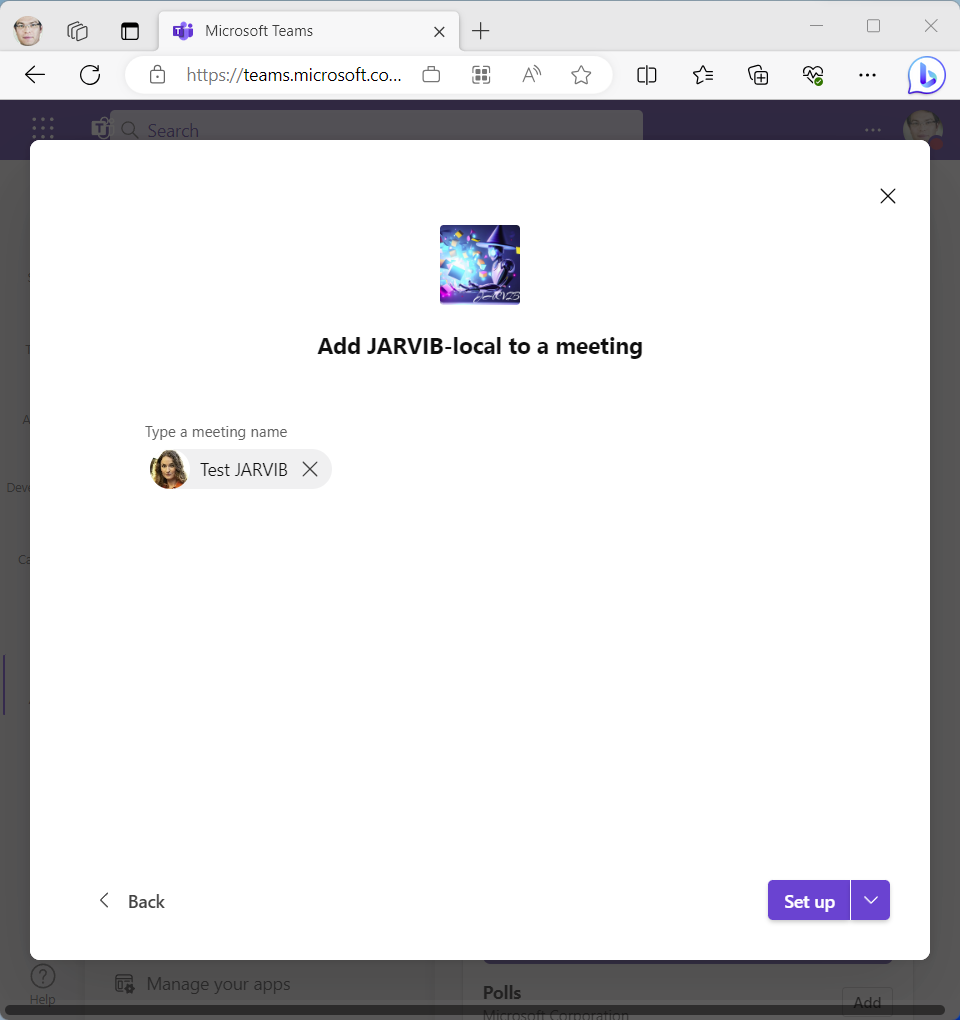 Microsoft Teams
https://teams.microsoft.co...
Search
Add JARVIB-local to a meeting
Type a meeting name
Test JARVIB
Back
Set up
Manage your apps
Help
Polls
Microsoft Corporation
Add